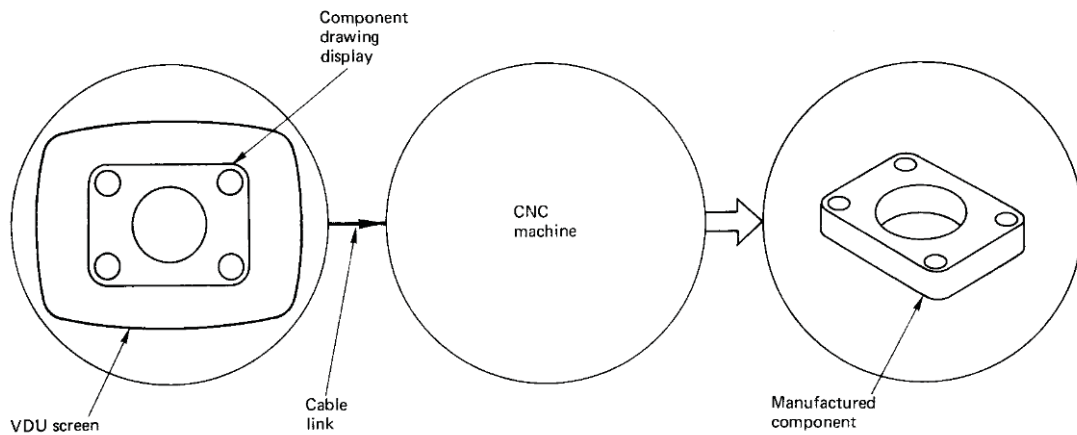 Component
drawing
display
CNC
machine
VDU screen
Cable
link
Manufactured
component